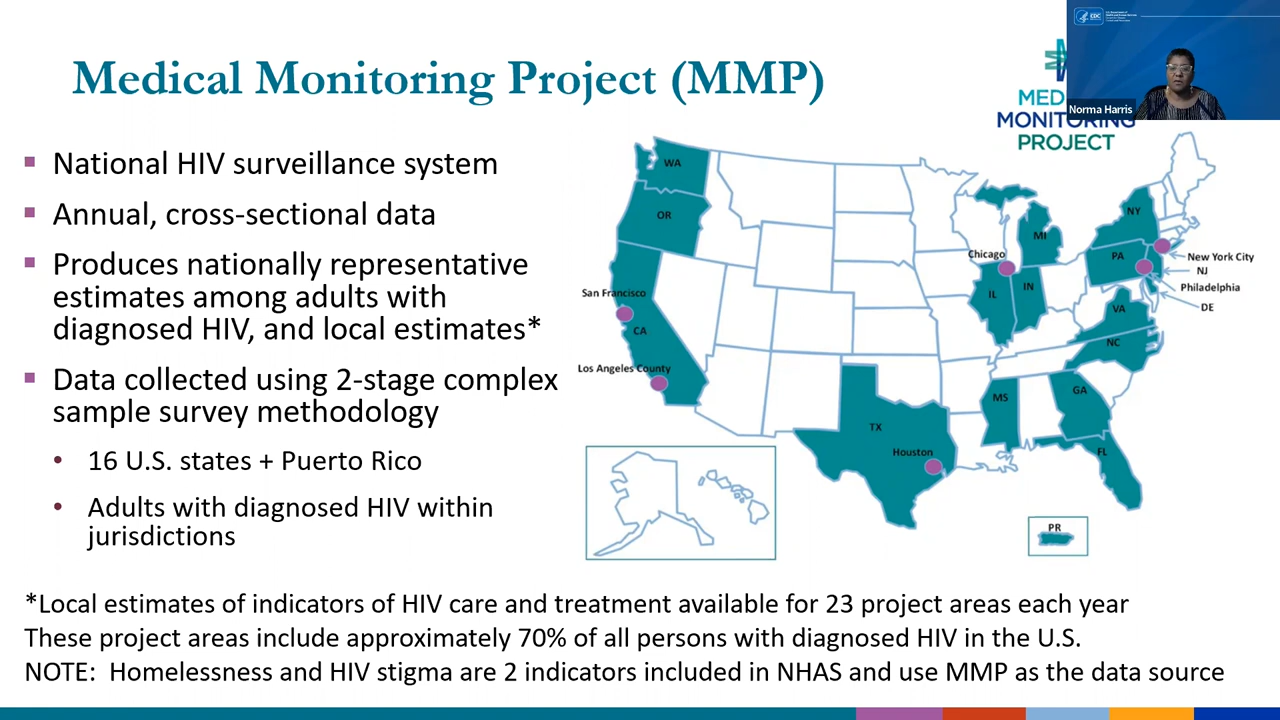 Medical Monitoring Project (MMP)
CDC
Norma Harris
MED
MONITORING
PROJECT
▪ National HIV surveillance system
▪ Annual, cross-sectional data
▪ Produces nationally representative
estimates among adults with
diagnosed HIV, and local estimates*
▪ Data collected using 2-stage complex
sample survey methodology
• 16 U.S. states + Puerto Rico
• Adults with diagnosed HIV within
jurisdictions
WA
OR
MI
NY
Chicago
PA
New York City
NJ
Philadelphia
DE
IL
IN
San Francisco
CA
VA
NC
Los Angeles County
MS
GA
TX
Houston
FL
PR
*Local estimates of indicators of HIV care and treatment available for 23 project areas each year
These project areas include approximately 70% of all persons with diagnosed HIV in the U.S.
NOTE: Homelessness and HIV stigma are 2 indicators included in NHAS and use MMP as the data source